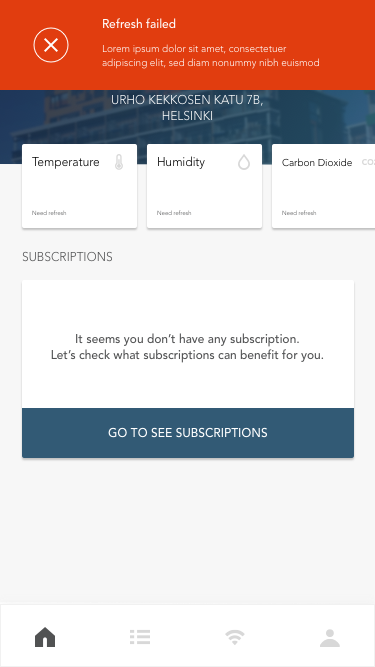 Refresh failed
Lorem ipsum dolor sit amet, consectetuer
adipiscing elit, sed diam nonummy nibh euismod
URHO KEKKOSEN KATU 7B,
HELSINKI
Temperature
Humidity
Carbon Dioxide
Need refresh
Need refresh
Need refresh
SUBSCRIPTIONS
It seems you don’t have any subscription.
Let’s check what subscriptions can benefit for you.
GO TO SEE SUBSCRIPTIONS